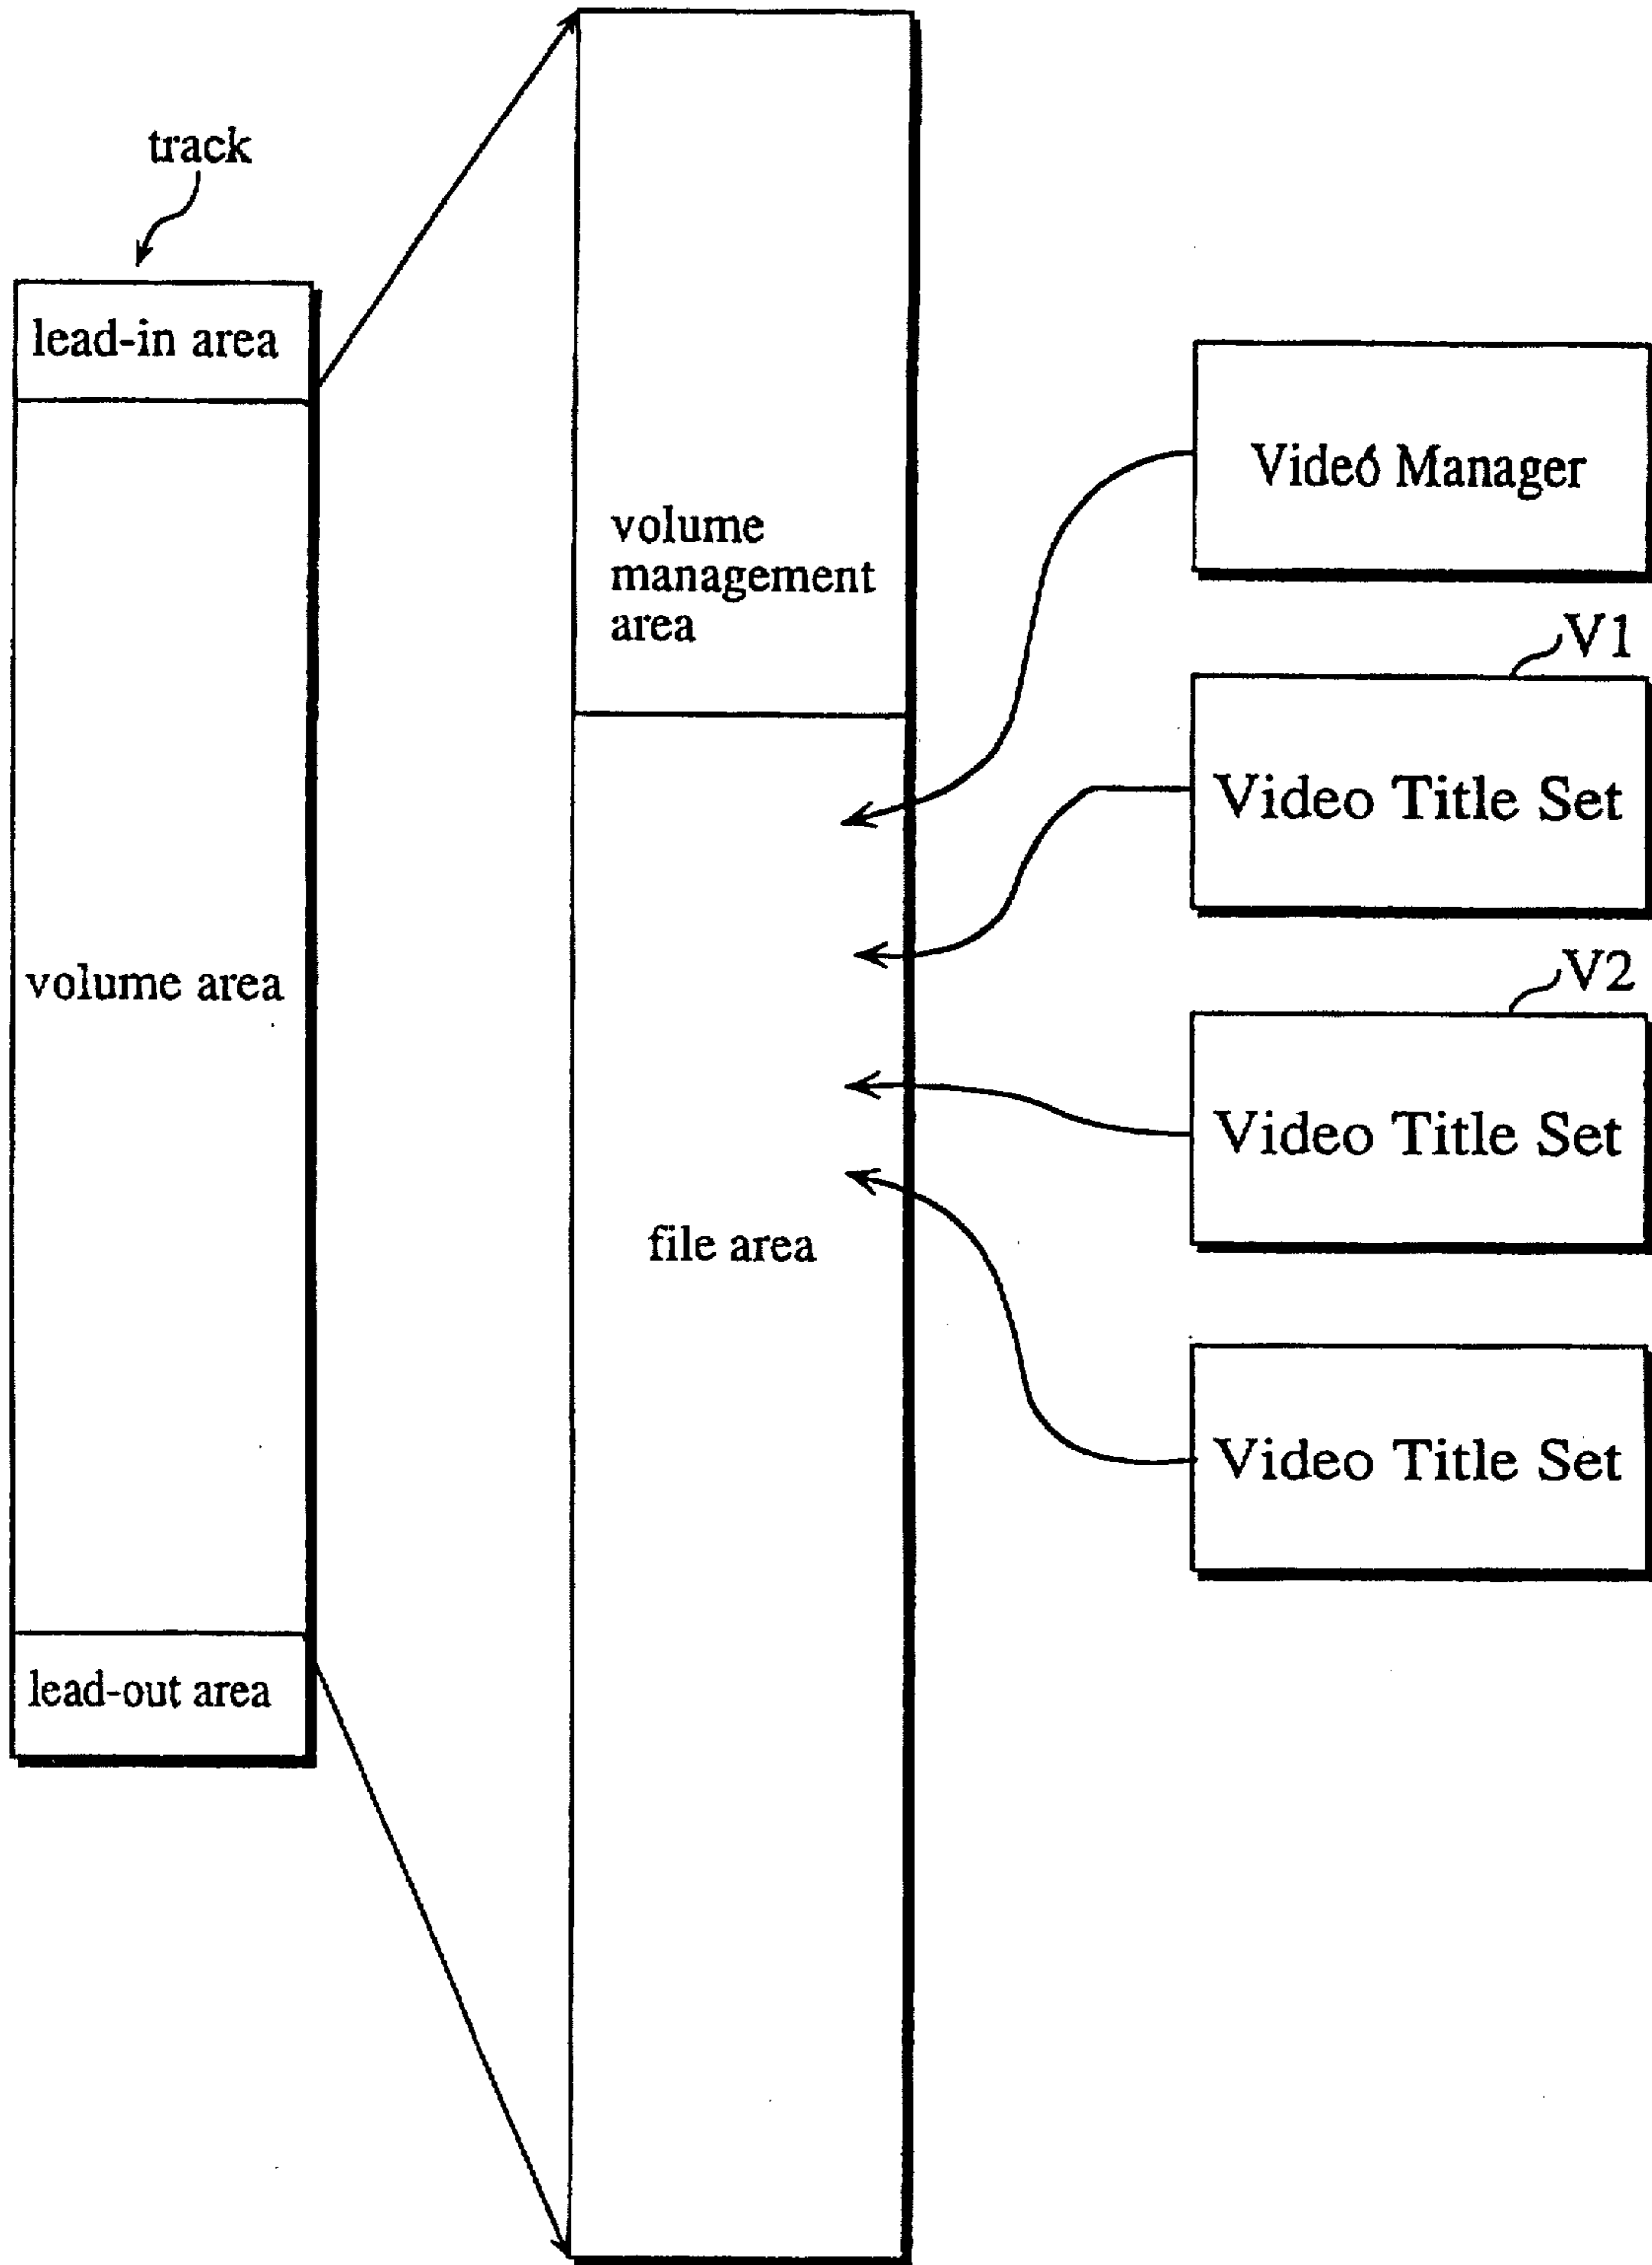 track
lead-in area
volume area
lead-out area
volume
management
area
file area
Video Manager
V1
Video Title Set
V2
Video Title Set
Video Title Set